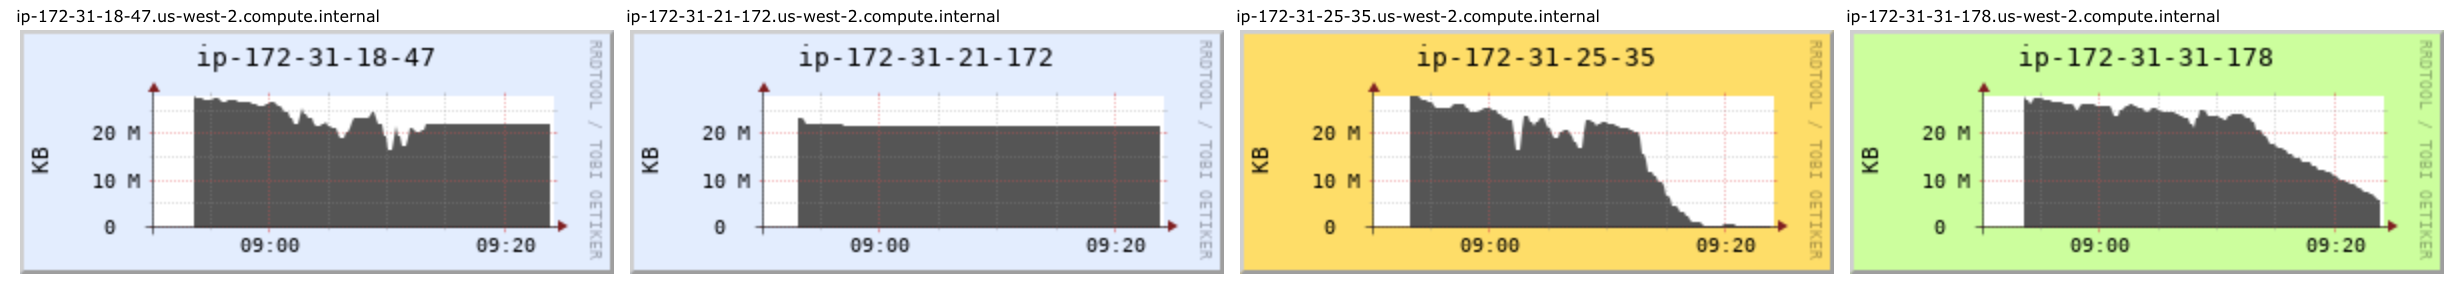 ip-172-31-18-47.us-west-2.compute.internal
ip-172-31-18-47
RRDTOOL / TOBI OETIKER
KB
20 M
10 M
0
09:00 09:20
ip-172-31-21-172.us-west-2.compute.internal
ip-172-31-21-172
RRDTOOL / TOBI OETIKER
KB
20 M
10 M
0
09:00 09:20
ip-172-31-25-35.us-west-2.compute.internal
ip-172-31-25-35
RRDTOOL / TOBI OETIKER
KB
20 M
10 M
0
09:00 09:20
ip-172-31-31-178.us-west-2.compute.internal
ip-172-31-31-178
RRDTOOL / TOBI OETIKER
KB
20 M
10 M
0
09:00 09:20